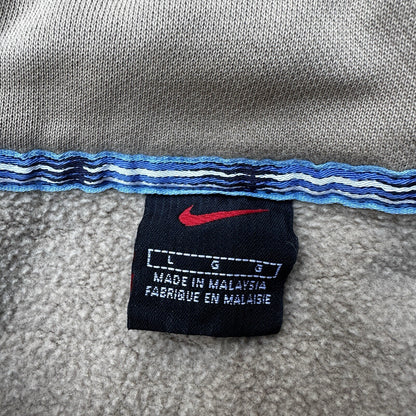 L G G
MADE IN MALAYSIA
FABRIQUE EN MALAISIE